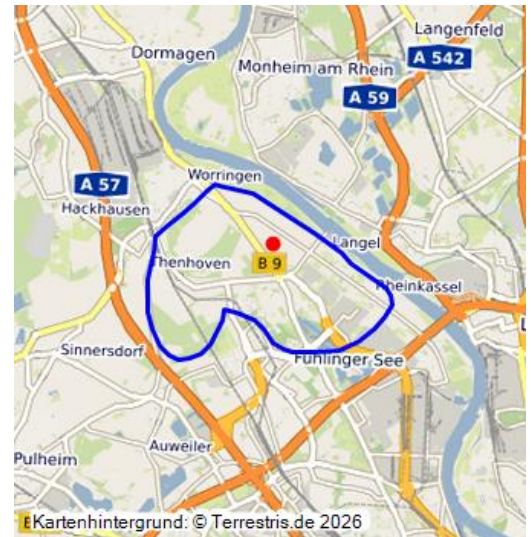 Langenfeld
Dormagen
A 542
Monheim am Rhein
A 59
Worringen
A 57
Hackhausen
Langel
Thenhoven
B 9
Rheinkassel
Sinnersdorf
Fühlinger See
Auweiler
Pulheim
Kartenhintergrund: © Terrestris.de 2026